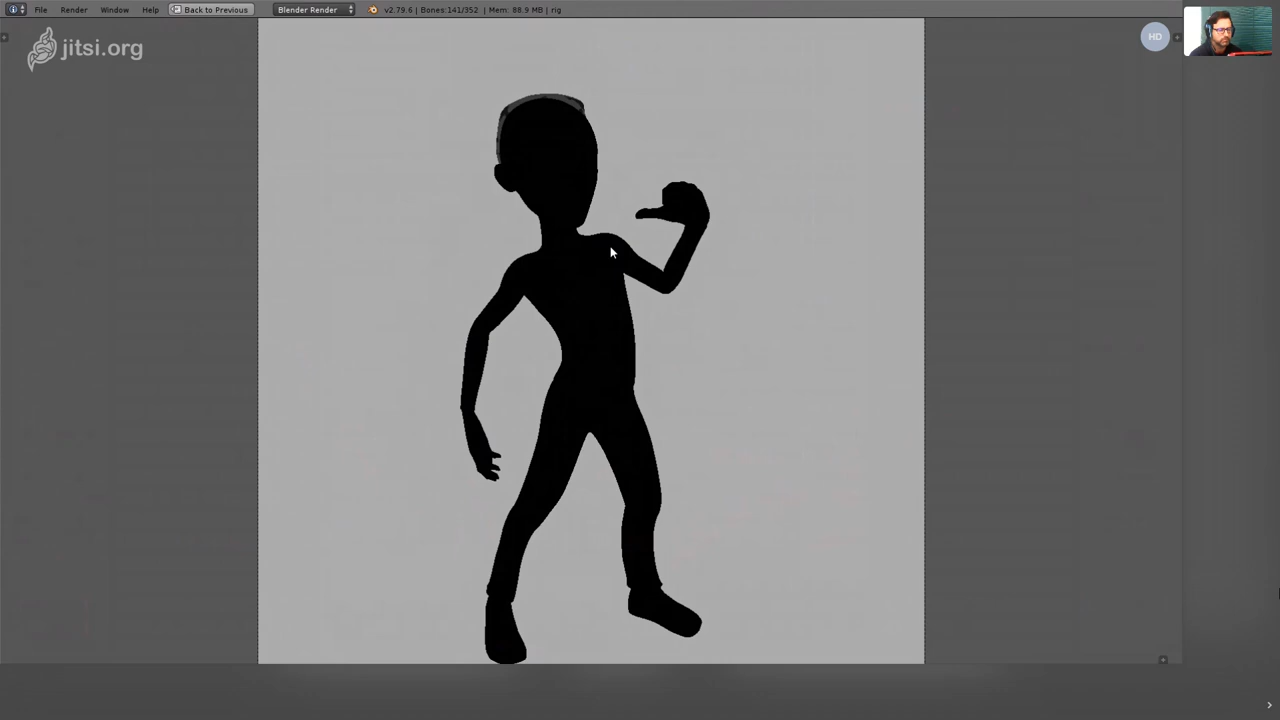 File Render Window Help Back to Previous Blender Render v2.79.6 | Bones:141/352 | Mem: 88.9 MB | rig
jitsi.org
HD